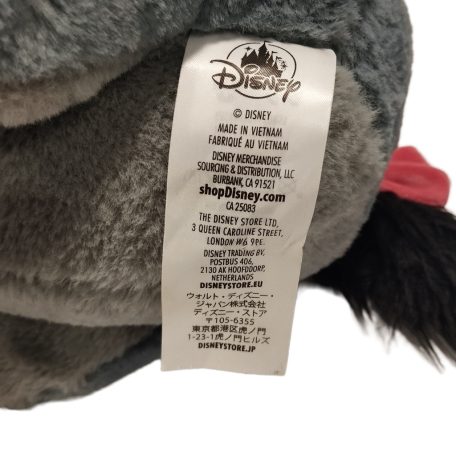 Disney
© DISNEY
MADE IN VIETNAM
FABRIQUÉ AU VIETNAM
DISNEY MERCHANDISE
SOURCING & DISTRIBUTION, LLC
BURBANK, CA 91521
shopDisney.com
CA 25083
THE DISNEY STORE LTD,
3 QUEEN CAROLINE STREET,
LONDON W6 9PE.
DISNEY TRADING BV,
POSTBUS 406,
2130 AK HOOFDDORP,
NETHERLANDS
DISNEYSTORE.EU
ウォルト・ディズニー・
ジャパン株式会社
ディズニー・ストア
〒105-6355
東京都港区虎ノ門
1-23-1虎ノ門ヒルズ
DISNEYSTORE.JP